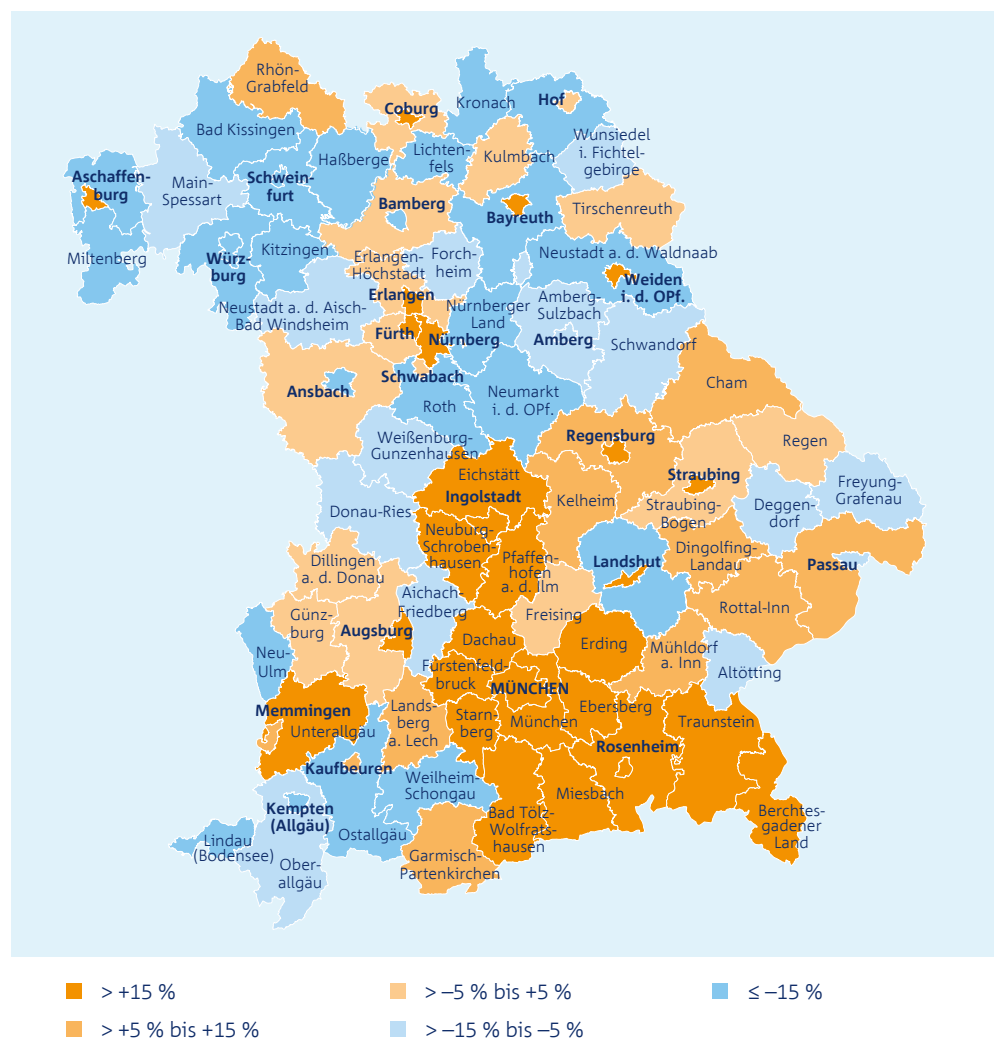 Rhön-
Grabfeld
Coburg
Kronach
Hof
Bad Kissingen
Haßberge
Lichten-
fels
Kulmbach
Wunsiedel
i. Fichtel-
gebirge
Aschaffen-
burg
Main-
Spessart
Schwein-
furt
Bamberg
Bayreuth
Tirschenreuth
Miltenberg
Würz-
burg
Kitzingen
Erlangen-
Höchstadt
Forch-
heim
Neustadt a. d. Waldnaab
Weiden
i. d. OPf.
Neustadt a. d. Aisch-
Bad Windsheim
Erlangen
Fürth
Nürnberg
Nürnberger
Land
Amberg-
Sulzbach
Amberg
Schwandorf
Ansbach
Schwabach
Roth
Neumarkt
i. d. OPf.
Cham
Weißenburg-
Gunzenhausen
Regensburg
Regen
Eichstätt
Ingolstadt
Kelheim
Straubing
Straubing-
Bogen
Deggen-
dorf
Freyung-
Grafenau
Donau-Ries
Neuburg-
Schroben-
hausen
Pfaffen-
hofen
a. d. Ilm
Landshut
Dingolfing-
Landau
Passau
Dillingen
a. d. Donau
Aichach-
Friedberg
Freising
Rottal-Inn
Günz-
burg
Augsburg
Dachau
Erding
Mühldorf
a. Inn
Altötting
Neu-
Ulm
Fürstenfeld-
bruck
MÜNCHEN
München
Ebersberg
Memmingen
Unterallgäu
Lands-
berg
a. Lech
Starn-
berg
Rosenheim
Traunstein
Kaufbeuren
Weilheim-
Schongau
Miesbach
Bad Tölz-
Wolfrats-
hausen
Berchtes-
gadener
Land
Kempten
(Allgäu)
Ostallgäu
Lindau
(Bodensee)
Ober-
allgäu
Garmisch-
Partenkirchen
> +15 %
> –5 % bis +5 %
≤ –15 %
> +5 % bis +15 %
> –15 % bis –5 %